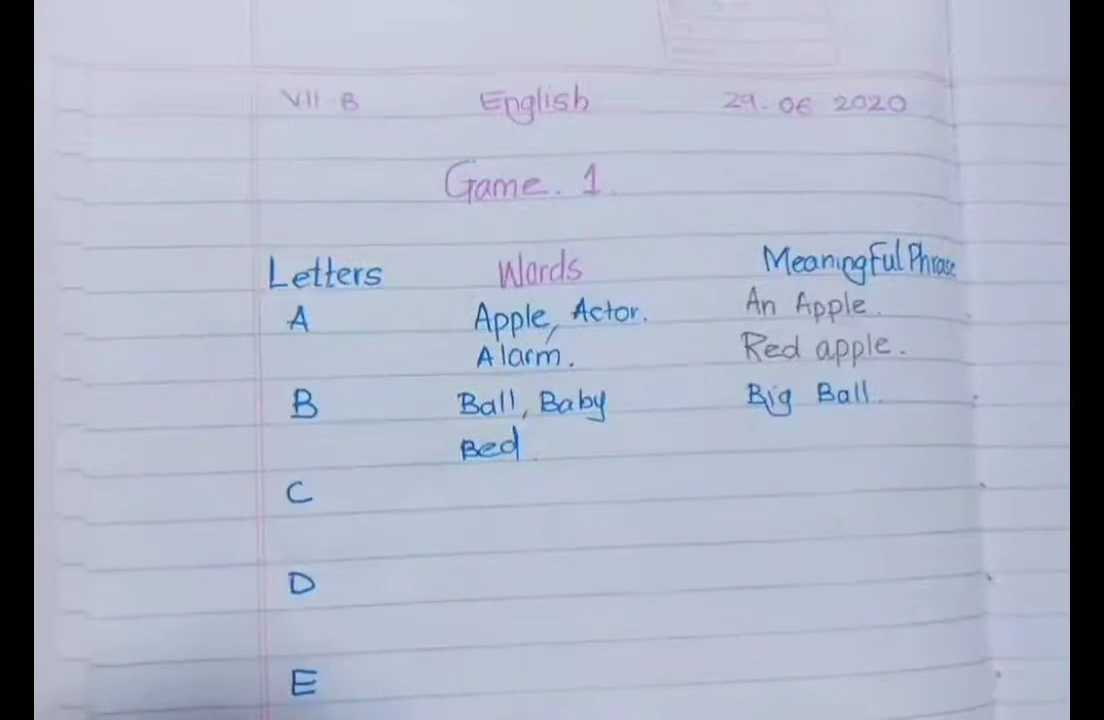 VII B English 29.06 2020
Game. 1.
Letters Words Meaningful Phrase
A Apple, Actor. An Apple.
Alarm. Red apple.
B Ball, Baby Big Ball.
Bed.
C
D
E